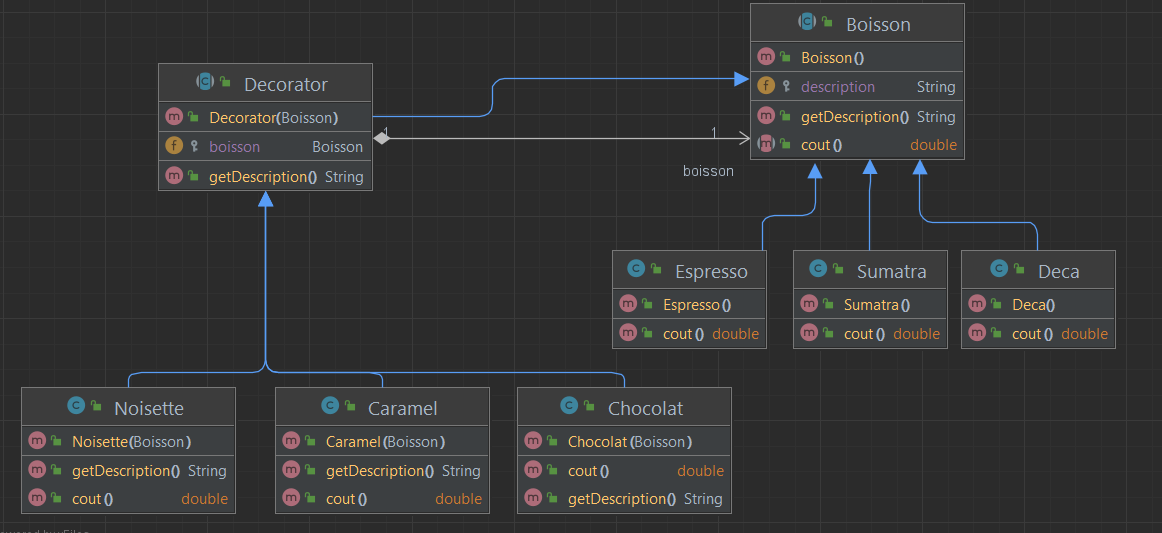 Boisson
Boisson()
description String
getDescription() String
cout() double
Decorator
Decorator(Boisson)
boisson Boisson
getDescription() String
1 1
boisson
Espresso
Espresso()
cout() double
Sumatra
Sumatra()
cout() double
Deca
Deca()
cout() double
Noisette
Noisette(Boisson)
getDescription() String
cout() double
Caramel
Caramel(Boisson)
getDescription() String
cout() double
Chocolat
Chocolat(Boisson)
cout() double
getDescription() String